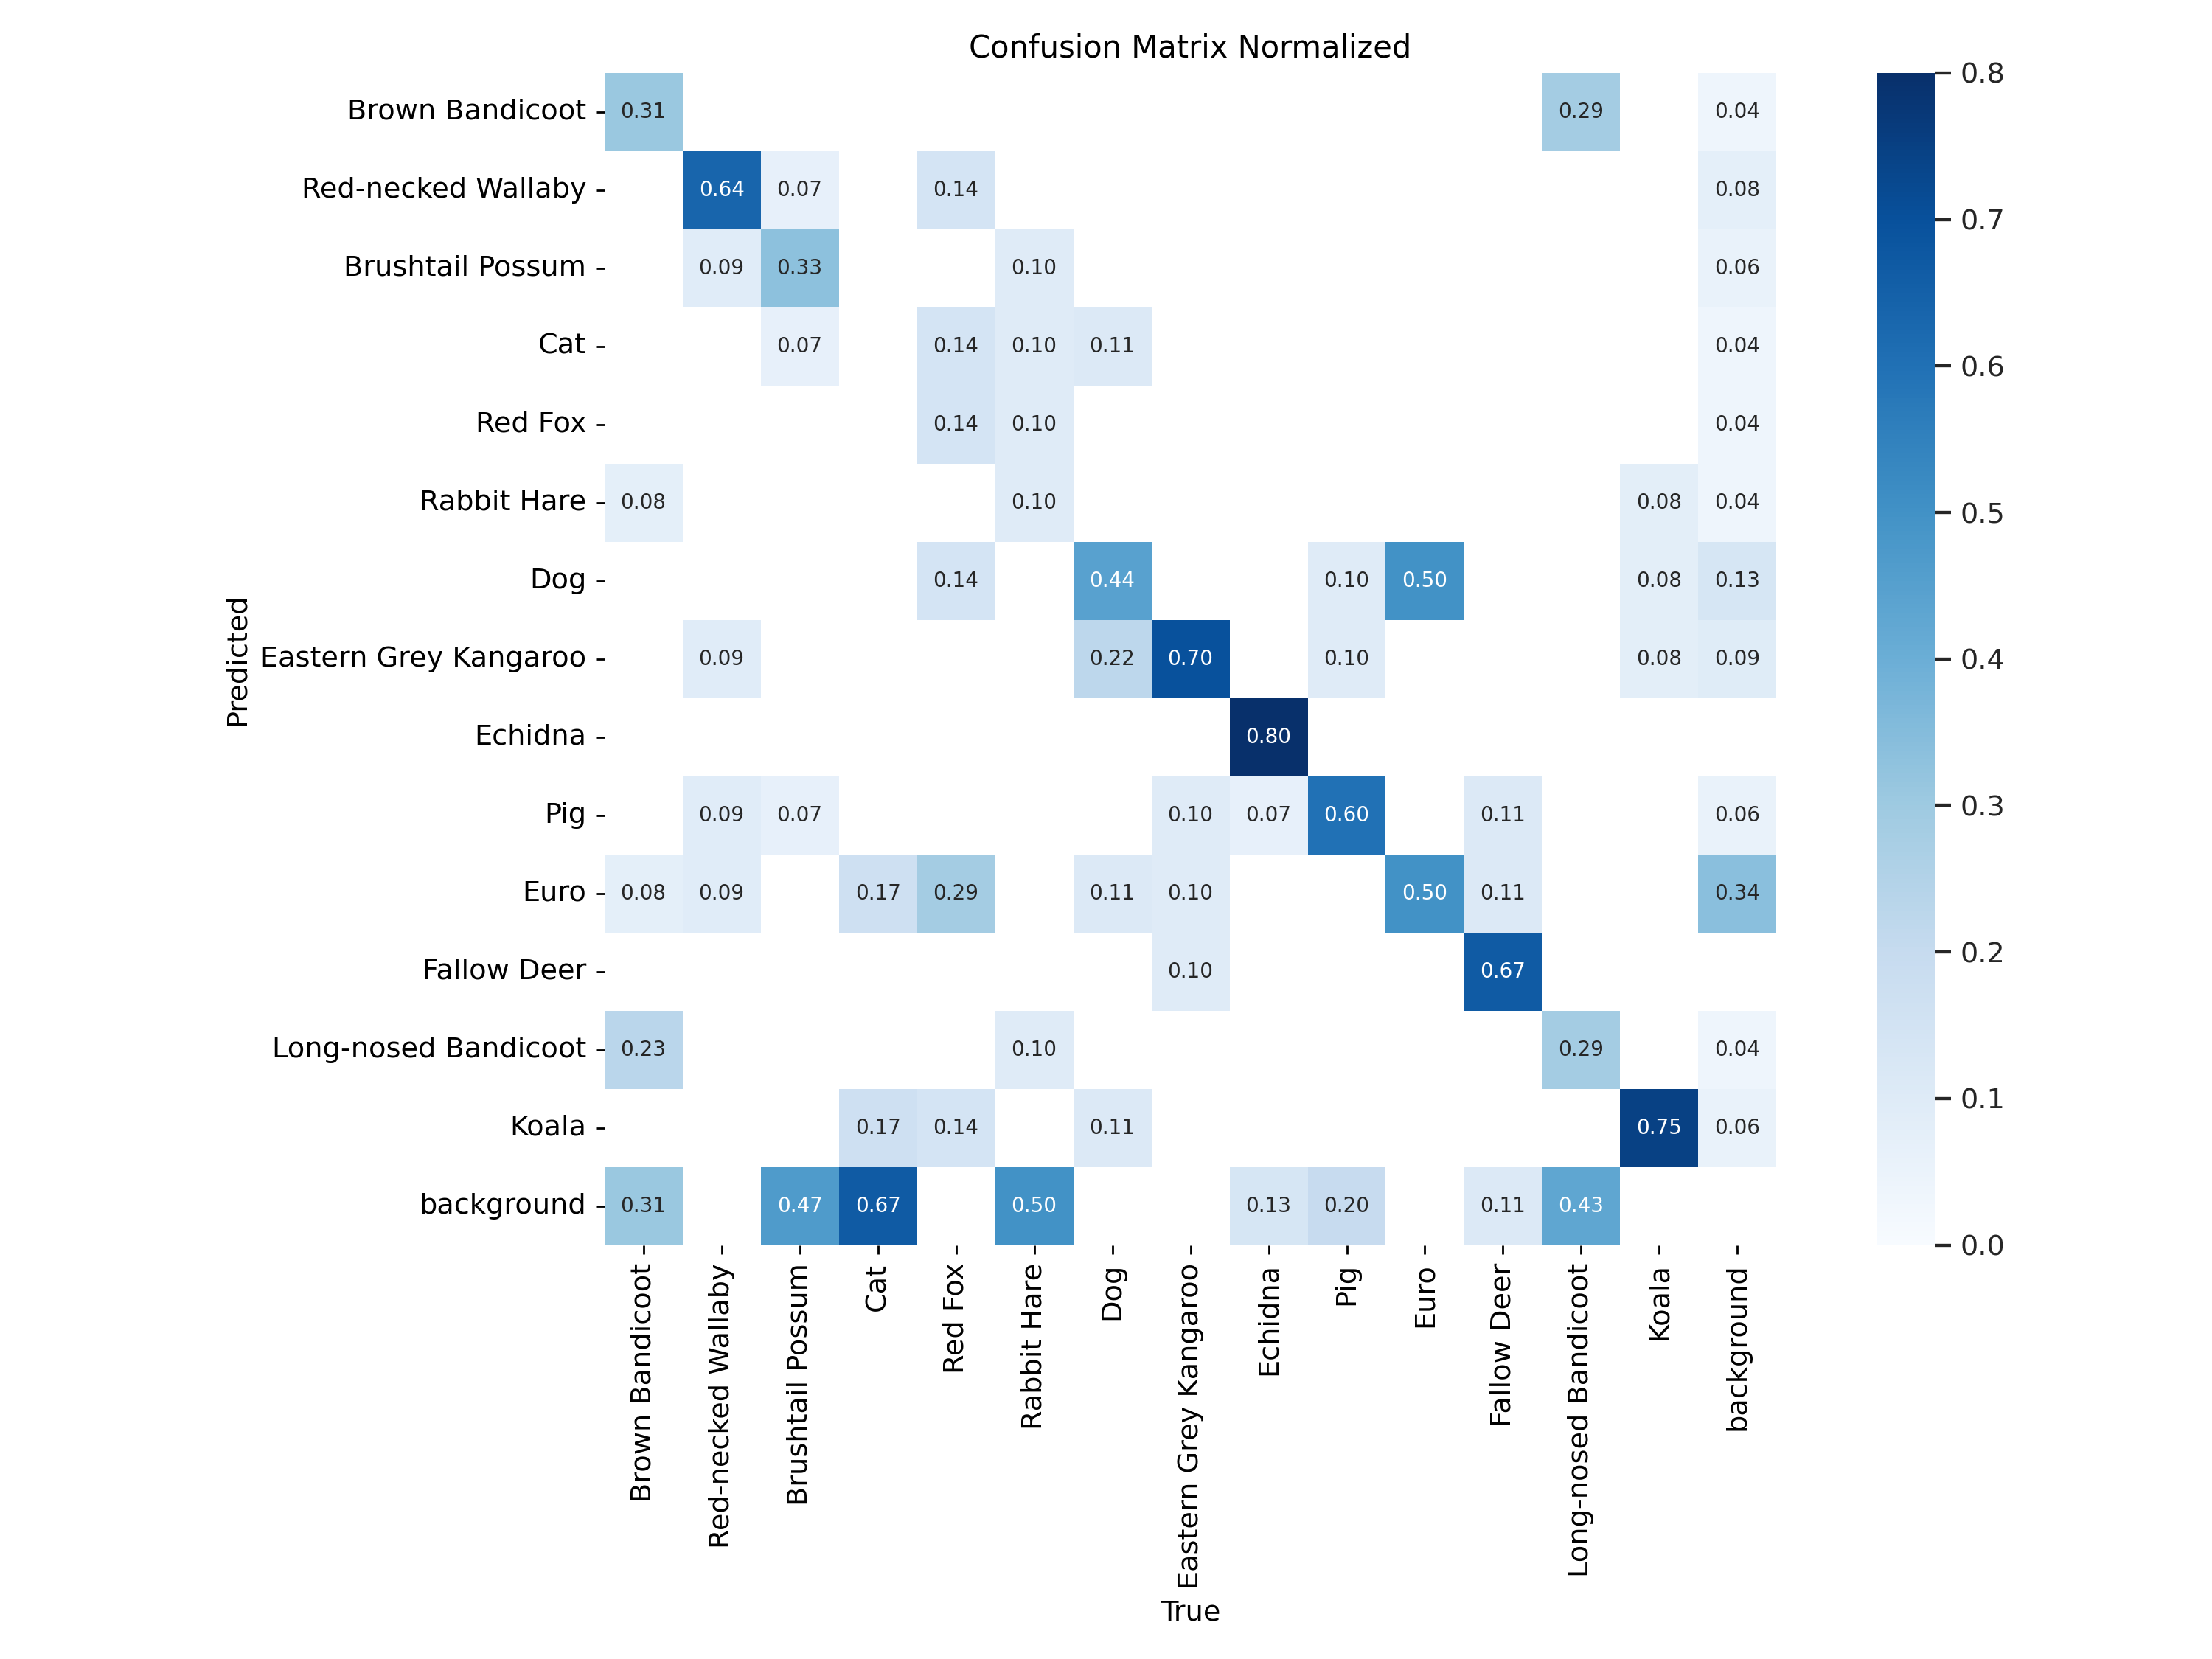 Confusion Matrix Normalized
Brown Bandicoot 0.31 0.29 0.04
Red-necked Wallaby 0.64 0.07 0.14 0.08
Brushtail Possum 0.09 0.33 0.10 0.06
Cat 0.07 0.14 0.10 0.11 0.04
Red Fox 0.14 0.10 0.04
Rabbit Hare 0.08 0.10 0.08 0.04
Dog 0.14 0.44 0.10 0.50 0.08 0.13
Eastern Grey Kangaroo 0.09 0.22 0.70 0.10 0.08 0.09
Echidna 0.80
Pig 0.09 0.07 0.10 0.07 0.60 0.11 0.06
Euro 0.08 0.09 0.17 0.29 0.11 0.10 0.50 0.11 0.34
Fallow Deer 0.10 0.67
Long-nosed Bandicoot 0.23 0.10 0.29 0.04
Koala 0.17 0.14 0.11 0.75 0.06
background 0.31 0.47 0.67 0.50 0.13 0.20 0.11 0.43
Predicted
Brown Bandicoot
Red-necked Wallaby
Brushtail Possum
Cat
Red Fox
Rabbit Hare
Dog
Eastern Grey Kangaroo
Echidna
Pig
Euro
Fallow Deer
Long-nosed Bandicoot
Koala
background
True
0.8
0.7
0.6
0.5
0.4
0.3
0.2
0.1
0.0